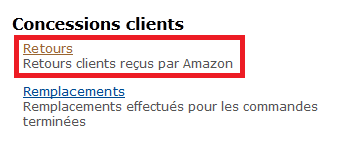 Concessions clients
Retours
Retours clients reçus par Amazon
Remplacements
Remplacements effectués pour les commandes
terminées